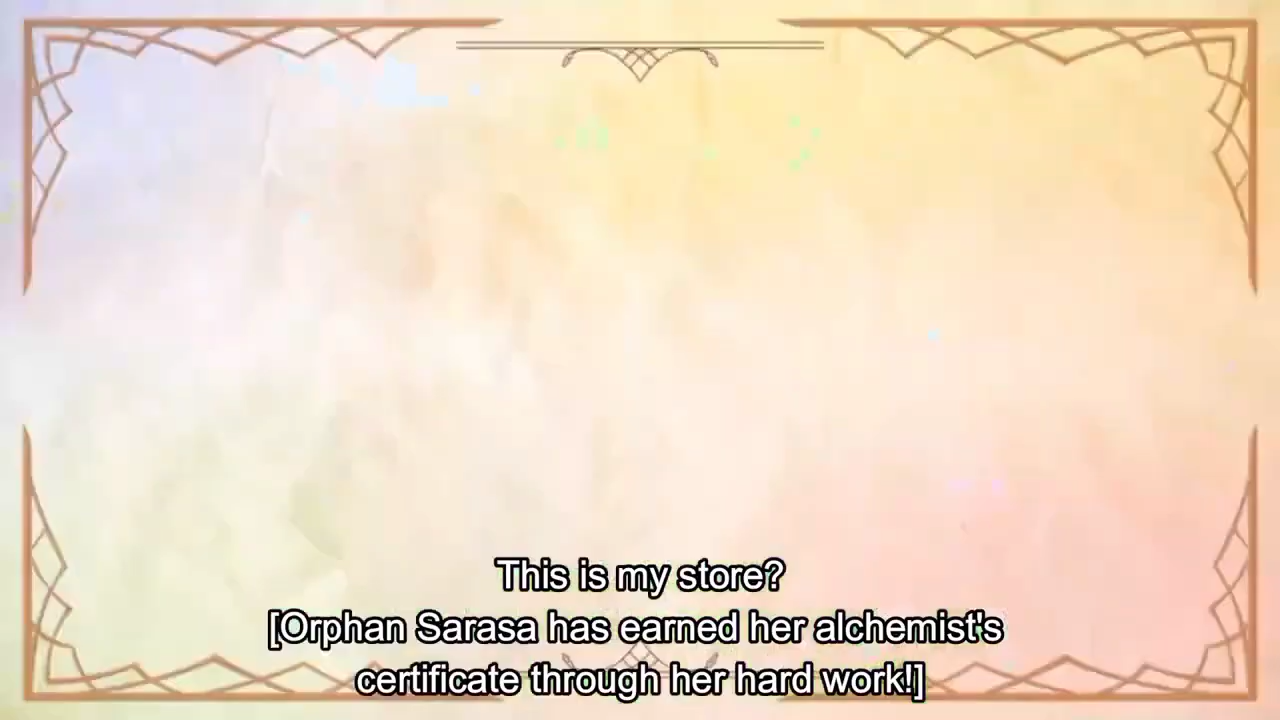 This is my store?
[Orphan Sarasa has earned her alchemist's
certificate through her hard work!]